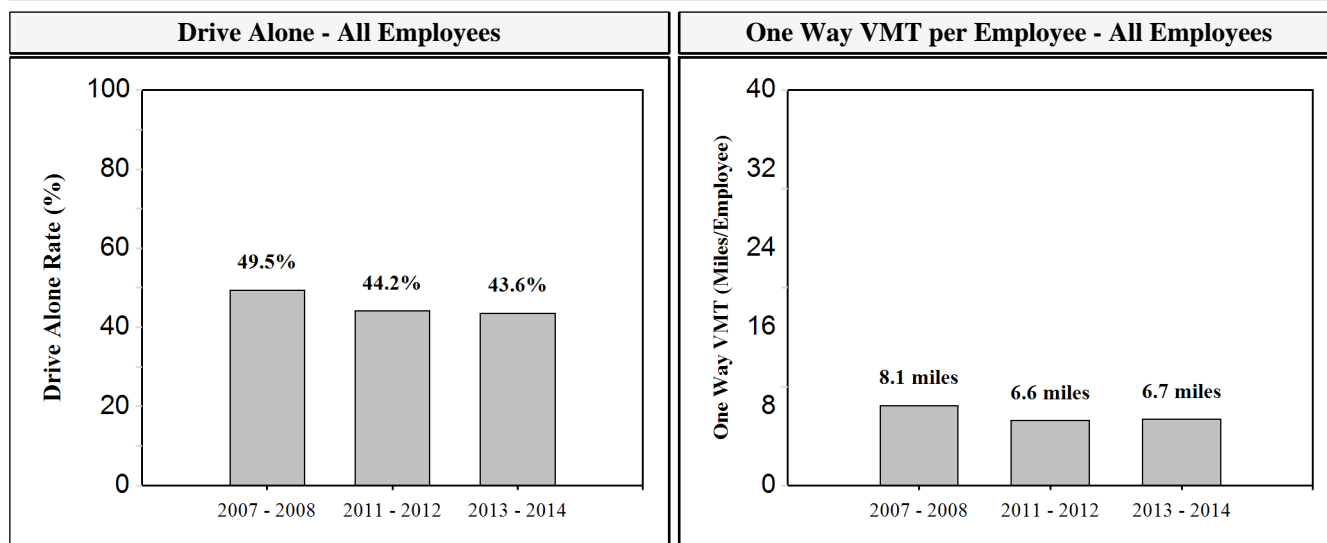 Drive Alone - All Employees
One Way VMT per Employee - All Employees
Drive Alone Rate (%)
100
80
60
40
20
0
49.5%
44.2%
43.6%
2007 - 2008
2011 - 2012
2013 - 2014
One Way VMT (Miles/Employee)
40
32
24
16
8
0
8.1 miles
6.6 miles
6.7 miles
2007 - 2008
2011 - 2012
2013 - 2014